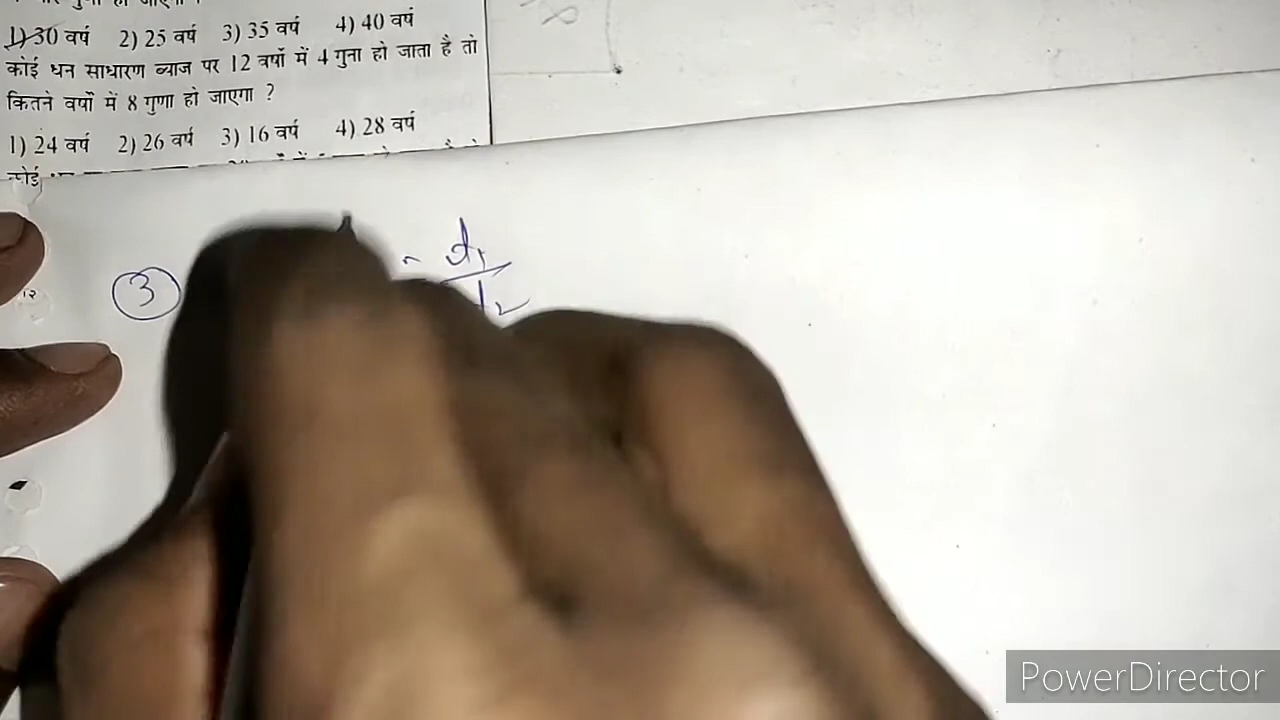 1) 30 वर्ष 2) 25 वर्ष 3) 35 वर्ष 4) 40 वर्ष
कोई धन साधारण ब्याज पर 12 वर्षों में 4 गुना हो जाता है तो
कितने वर्षों में 8 गुणा हो जाएगा ?
1) 24 वर्ष 2) 26 वर्ष 3) 16 वर्ष 4) 28 वर्ष
कोई
3
PowerDirector